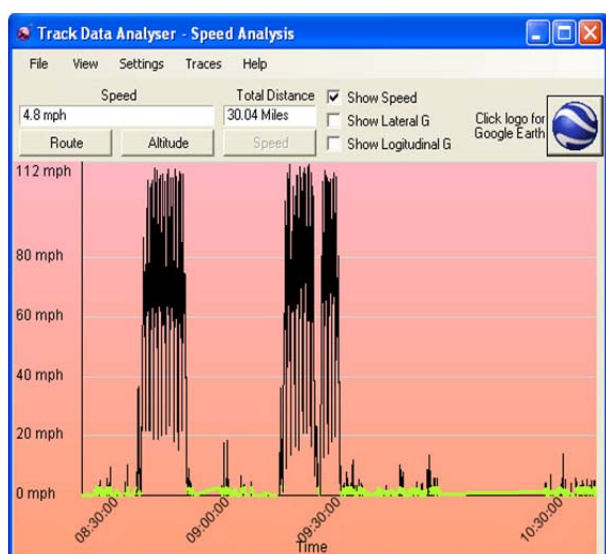 Track Data Analyser - Speed Analysis
File View Settings Traces Help
Speed
4.8 mph
Total Distance
30.04 Miles
Show Speed
Show Lateral G
Show Logitudinal G
Click logo for
Google Earth
Route Altitude Speed
112 mph
80 mph
60 mph
40 mph
20 mph
0 mph
08:30:00 09:00:00 09:30:00 10:30:00
Time